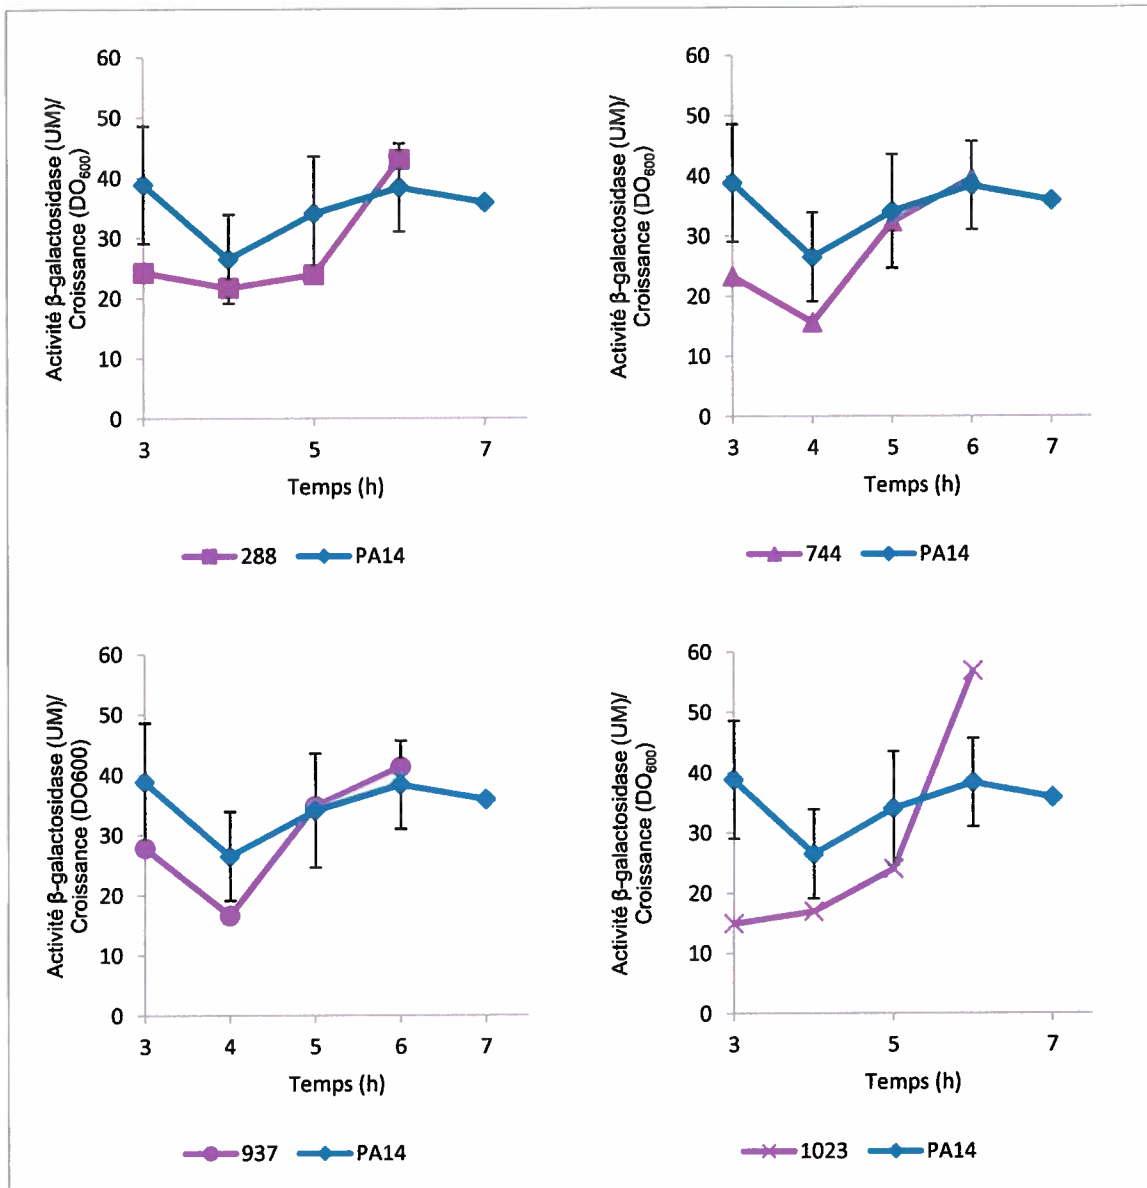 60
50
40
30
20
10
0
Activité β-galactosidase (UM)/
Croissance (DO600)
3 5 7
Temps (h)
288 PA14
60
50
40
30
20
10
0
Activité β-galactosidase (UM)/
Croissance (DO600)
3 4 5 6 7
Temps (h)
744 PA14
60
50
40
30
20
10
0
Activité β-galactosidase (UM)/
Croissance (DO600)
3 4 5 6 7
Temps (h)
937 PA14
60
50
40
30
20
10
0
Activité β-galactosidase (UM)/
Croissance (DO600)
3 5 7
Temps (h)
1023 PA14